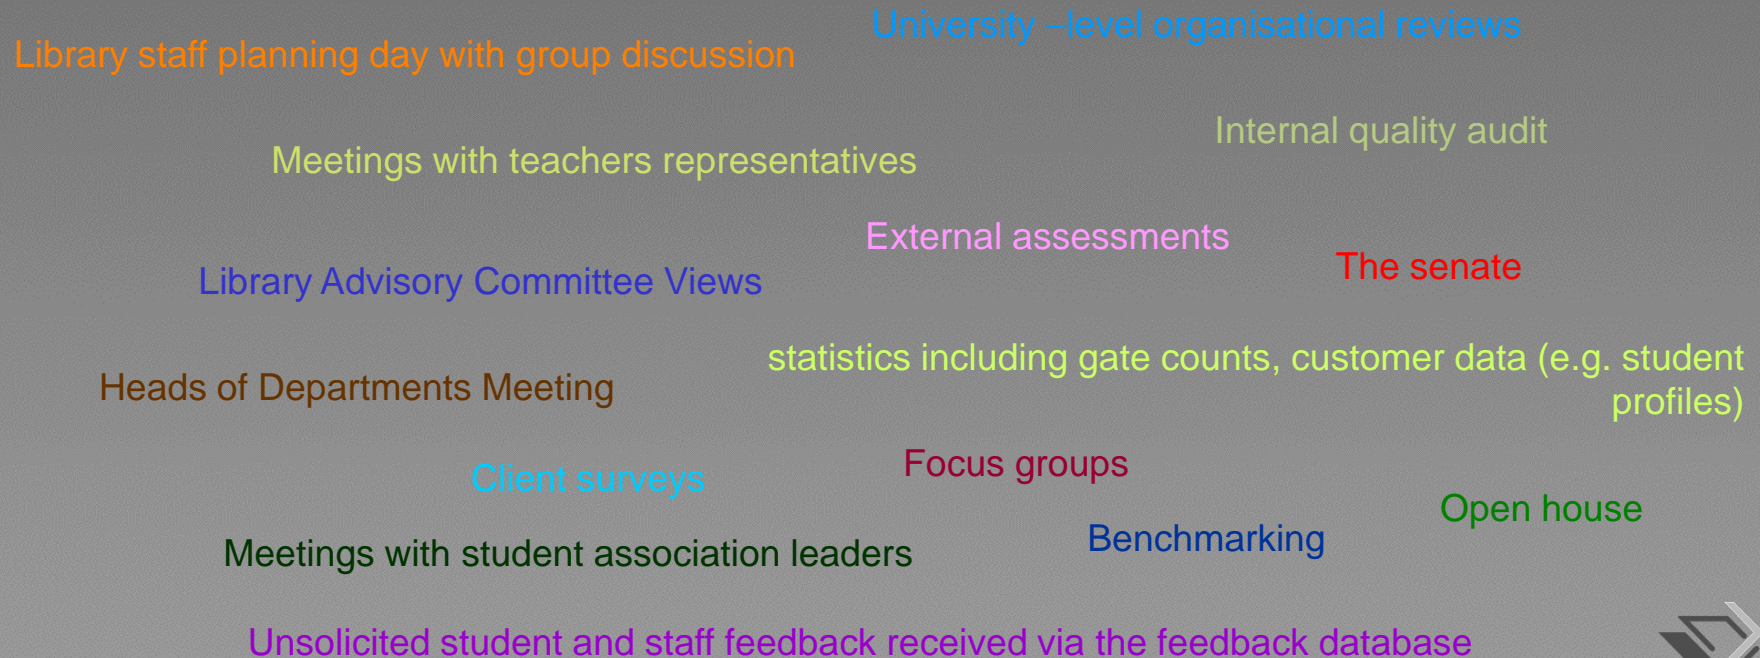 University –level organisational reviews
Library staff planning day with group discussion
Internal quality audit
Meetings with teachers representatives
External assessments
The senate
Library Advisory Committee Views
statistics including gate counts, customer data (e.g. student
profiles)
Heads of Departments Meeting
Focus groups
Client surveys
Open house
Benchmarking
Meetings with student association leaders
Unsolicited student and staff feedback received via the feedback database